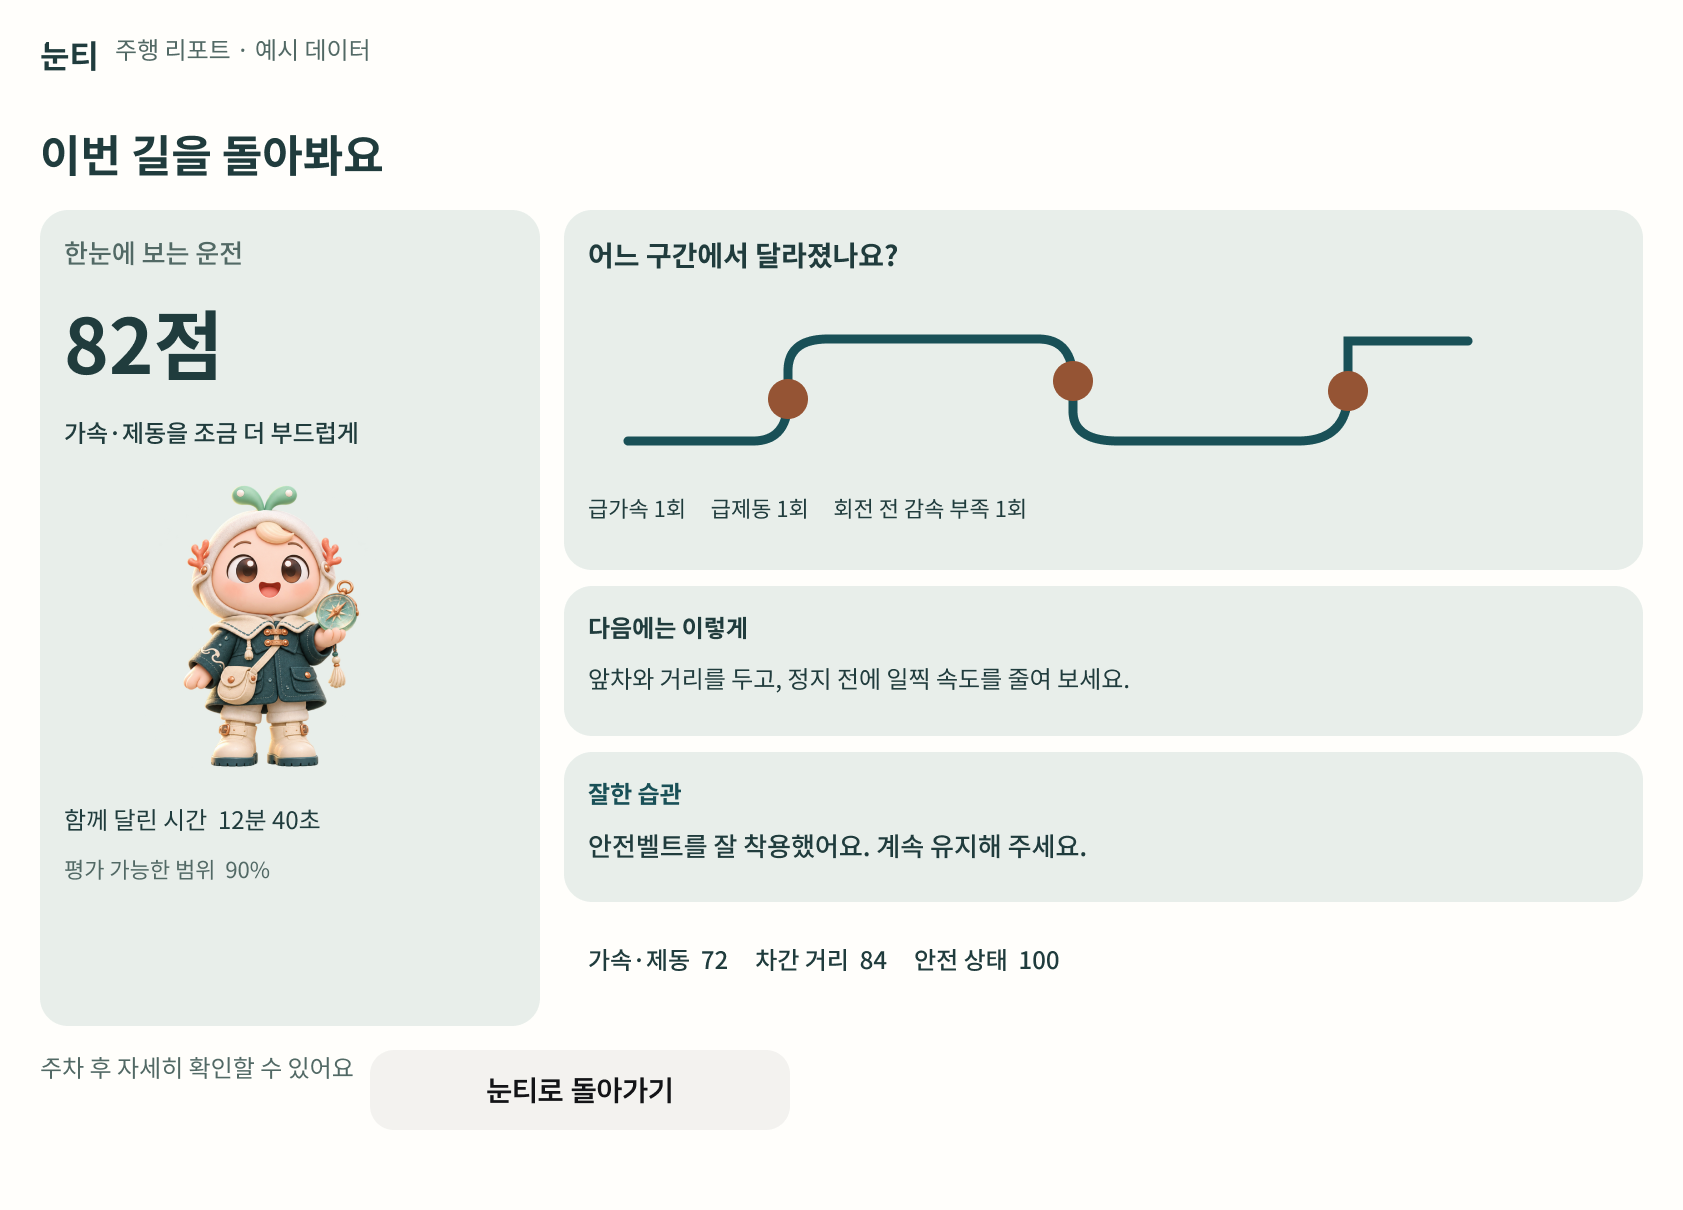 눈티 주행 리포트 · 예시 데이터
이번 길을 돌아봐요
한눈에 보는 운전
82점
가속·제동을 조금 더 부드럽게
함께 달린 시간 12분 40초
평가 가능한 범위 90%
어느 구간에서 달라졌나요?
급가속 1회 급제동 1회 회전 전 감속 부족 1회
다음에는 이렇게
앞차와 거리를 두고, 정지 전에 일찍 속도를 줄여 보세요.
잘한 습관
안전벨트를 잘 착용했어요. 계속 유지해 주세요.
가속·제동 72 차간 거리 84 안전 상태 100
주차 후 자세히 확인할 수 있어요
눈티로 돌아가기